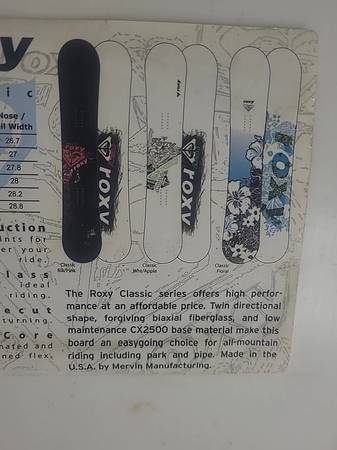 xy
ic
Nose /
il Width
26.7
27
27.8
28
28.2
28.8
uction
ints for
er your
ride.
lass
ideal
riding.
ecut
turning.
Core
nated and
ned flex.
ROXY
ROXY
Roxy
ROXY
Classic
Blk/Pink
Classic
Wht/Apple
Classic
Floral
The Roxy Classic series offers high perfor-
mance at an affordable price. Twin directional
shape, forgiving biaxial fiberglass, and low
maintenance CX2500 base material make this
board an easygoing choice for all-mountain
riding including park and pipe. Made in the
U.S.A. by Mervin Manufacturing.